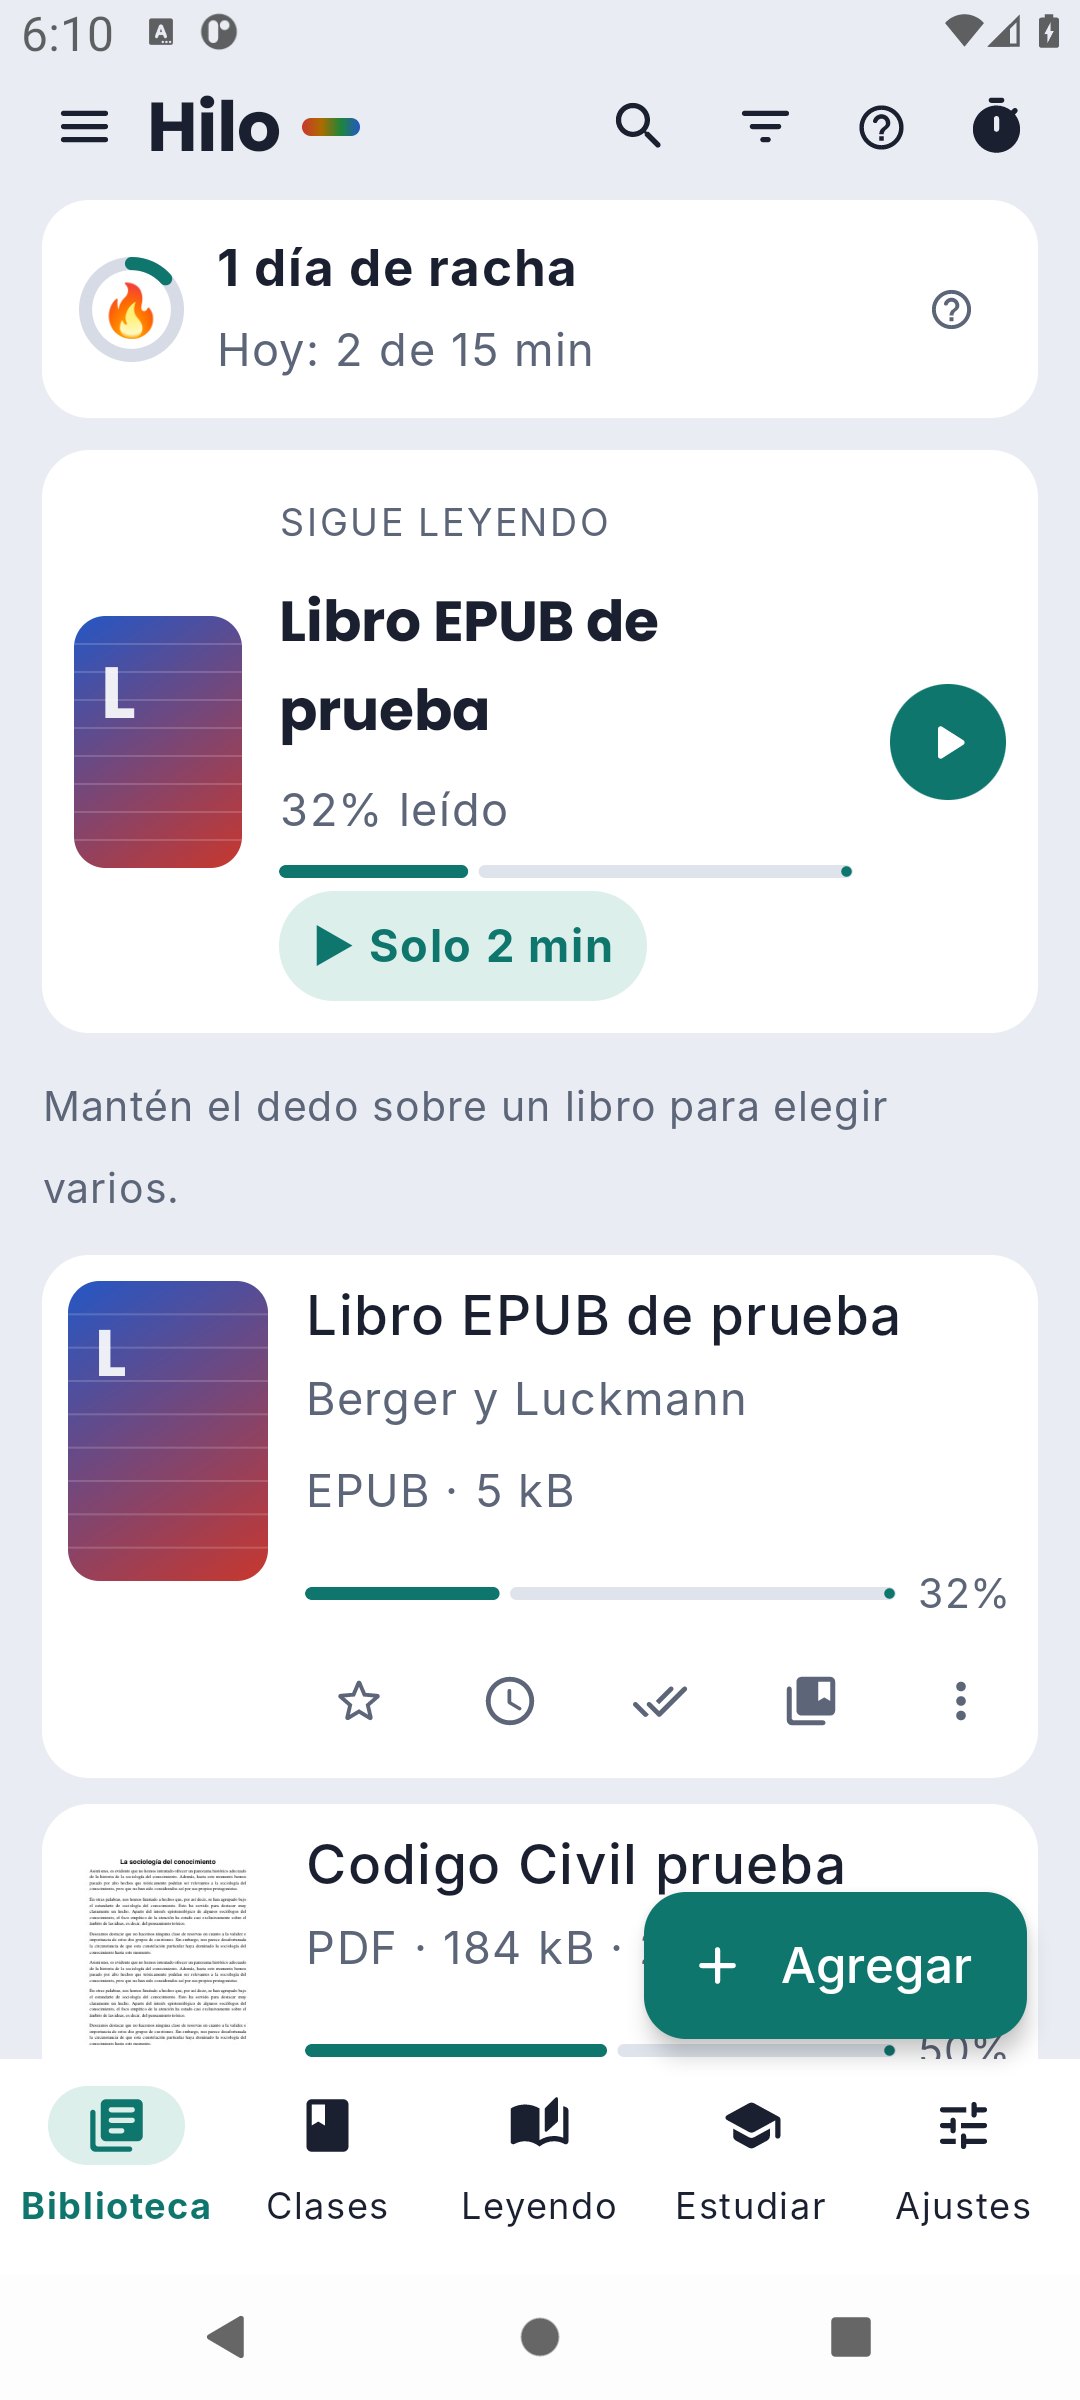 6:10
Hilo
1 día de racha
Hoy: 2 de 15 min
SIGUE LEYENDO
Libro EPUB de
prueba
L
32% leído
Solo 2 min
Mantén el dedo sobre un libro para elegir
varios.
L
Libro EPUB de prueba
Berger y Luckmann
EPUB · 5 kB
32%
La sociología del conocimiento
Codigo Civil prueba
PDF · 184 kB ·
Agregar
50%
Biblioteca
Clases
Leyendo
Estudiar
Ajustes